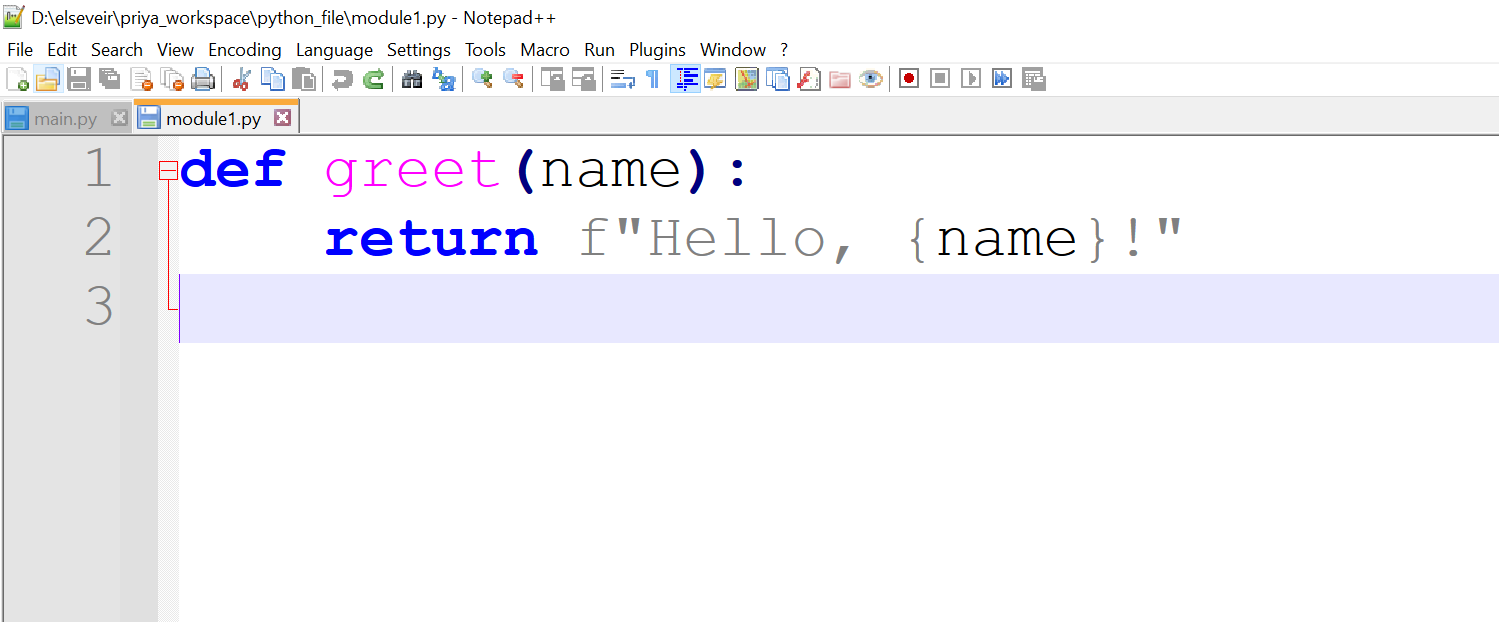 D:\elseveir\priya_workspace\python_file\module1.py - Notepad++
File Edit Search View Encoding Language Settings Tools Macro Run Plugins Window ?
main.py module1.py
1 def greet(name):
2     return f"Hello, {name}!"
3